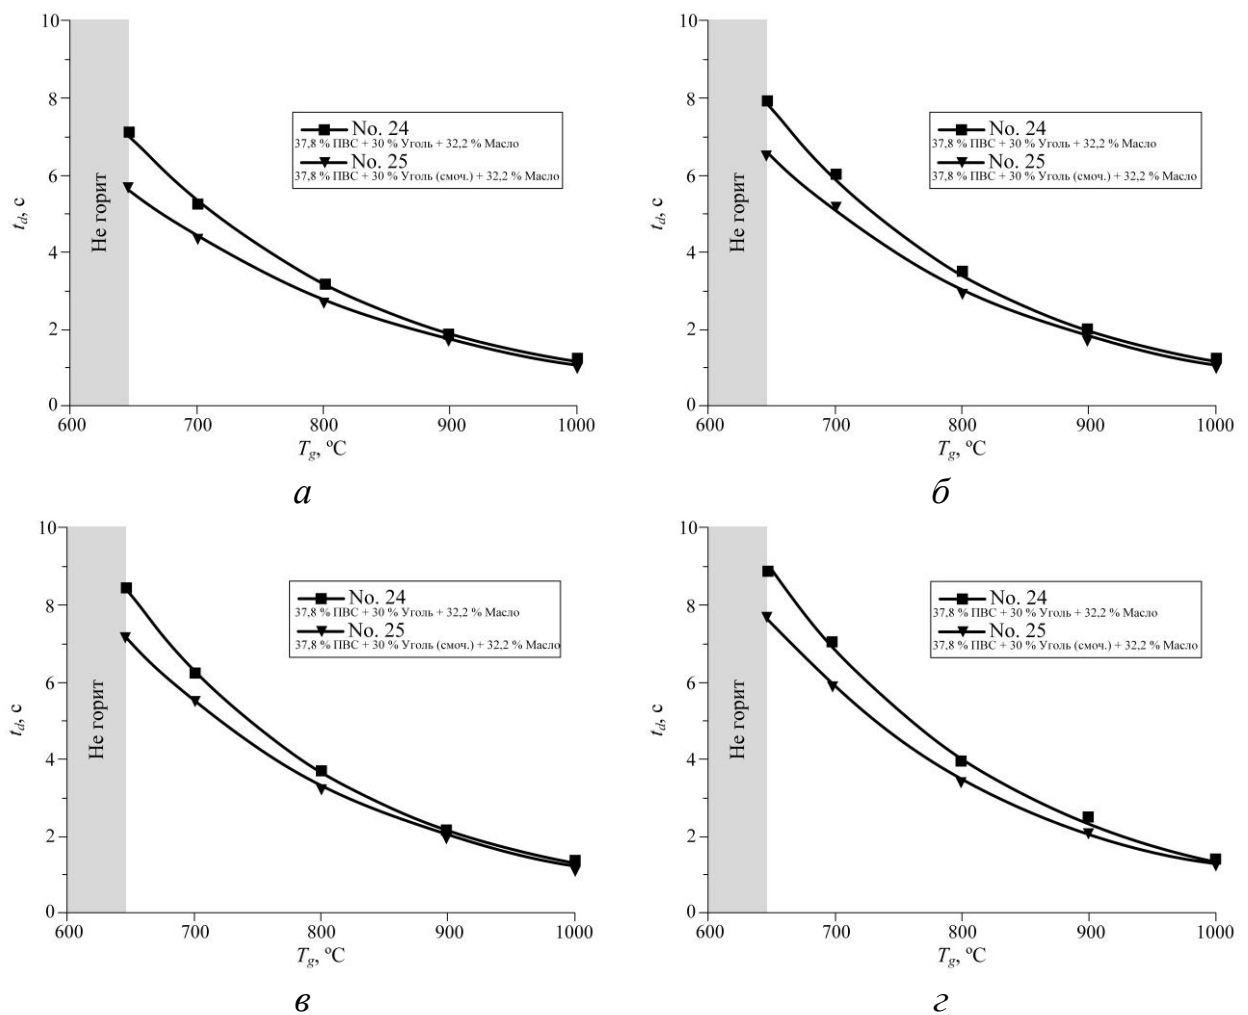 10
8
6
4
2
0
t_d, с
Не горит
No. 24
37,8 % ПВС + 30 % Уголь + 32,2 % Масло
No. 25
37,8 % ПВС + 30 % Уголь (смоч.) + 32,2 % Масло
600 700 800 900 1000
T_g, ºC
а
10
8
6
4
2
0
t_d, с
Не горит
No. 24
37,8 % ПВС + 30 % Уголь + 32,2 % Масло
No. 25
37,8 % ПВС + 30 % Уголь (смоч.) + 32,2 % Масло
600 700 800 900 1000
T_g, ºC
б
10
8
6
4
2
0
t_d, с
Не горит
No. 24
37,8 % ПВС + 30 % Уголь + 32,2 % Масло
No. 25
37,8 % ПВС + 30 % Уголь (смоч.) + 32,2 % Масло
600 700 800 900 1000
T_g, ºC
в
10
8
6
4
2
0
t_d, с
Не горит
No. 24
37,8 % ПВС + 30 % Уголь + 32,2 % Масло
No. 25
37,8 % ПВС + 30 % Уголь (смоч.) + 32,2 % Масло
600 700 800 900 1000
T_g, ºC
г